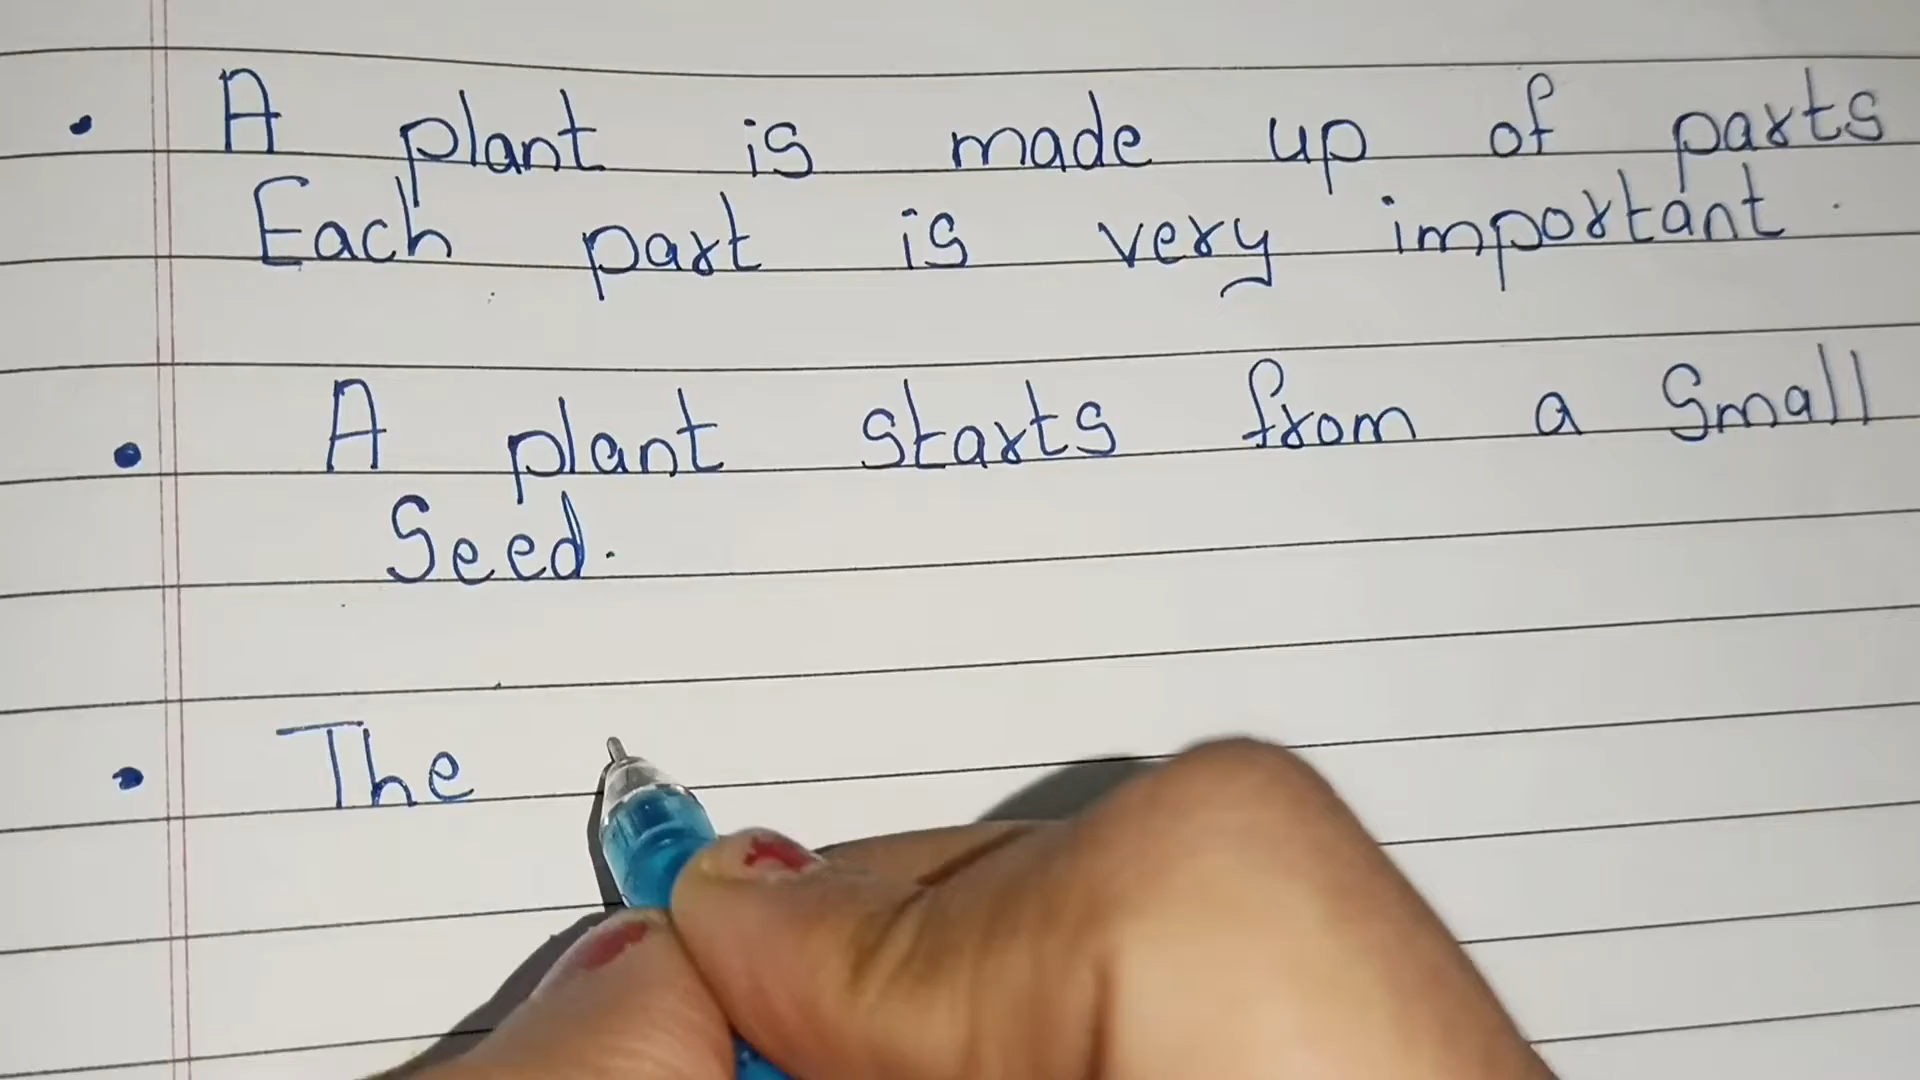 • A plant is made up of parts
Each part is very important.
• A plant starts from a Small
Seed.
• The